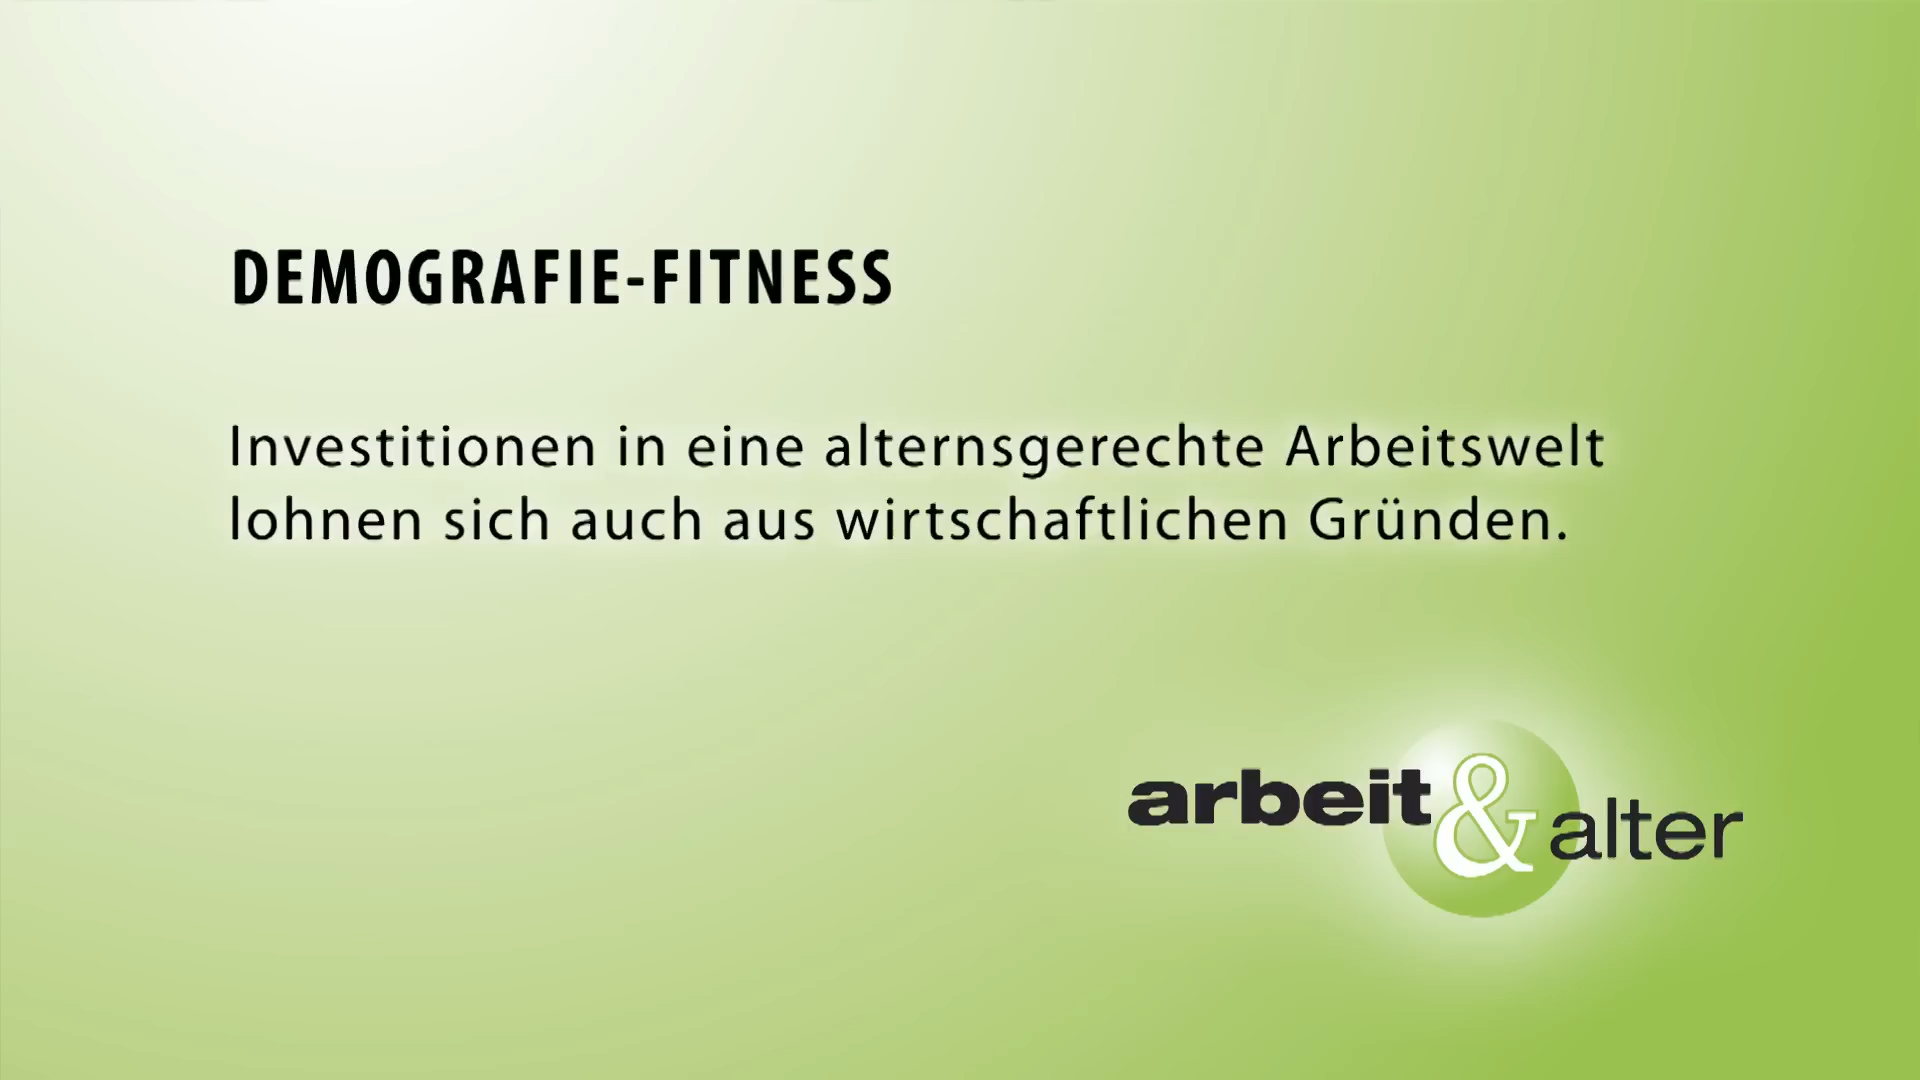 DEMOGRAFIE-FITNESS
Investitionen in eine alternsgerechte Arbeitswelt
lohnen sich auch aus wirtschaftlichen Gründen.
arbeit & alter